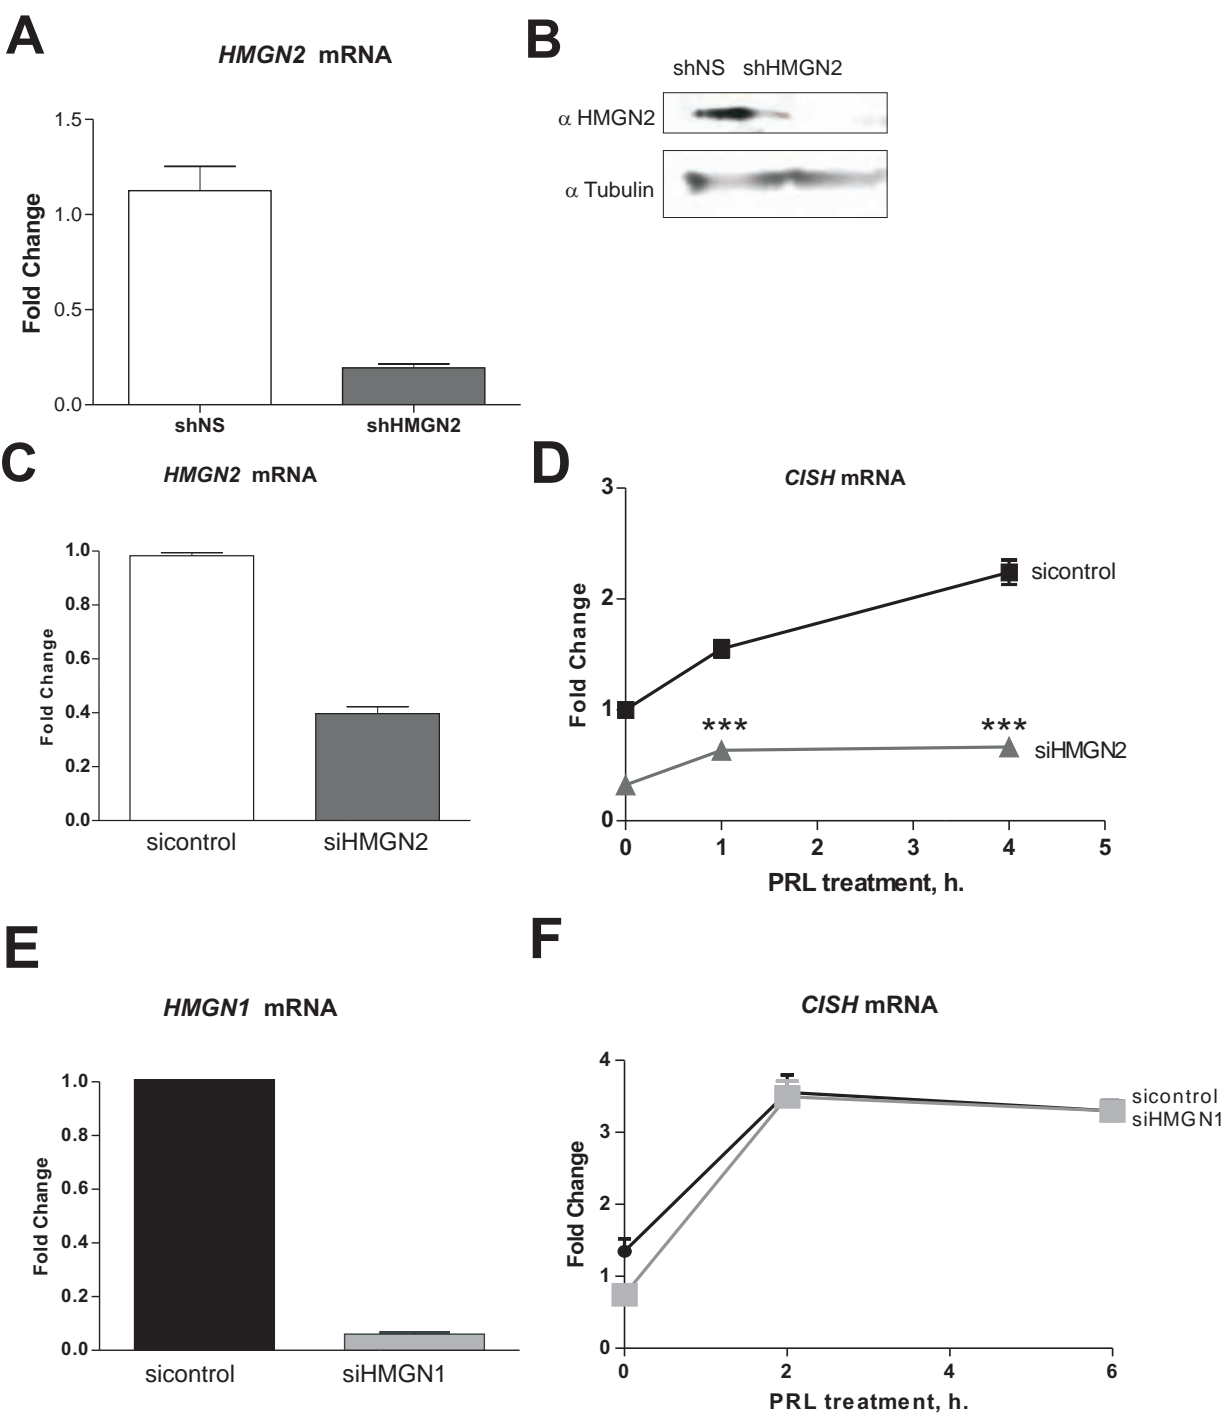 A
HMGN2 mRNA
Fold Change
1.5
1.0
0.5
0.0
shNS shHMGN2
B
shNS shHMGN2
α HMGN2
α Tubulin
C
HMGN2 mRNA
Fold Change
1.0
0.8
0.6
0.4
0.2
0.0
sicontrol siHMGN2
D
CISH mRNA
Fold Change
3
2
1
0
sicontrol
*** ***
siHMGN2
0 1 2 3 4 5
PRL treatment, h.
E
HMGN1 mRNA
Fold Change
1.0
0.8
0.6
0.4
0.2
0.0
sicontrol siHMGN1
F
CISH mRNA
Fold Change
4
3
2
1
0
sicontrol
siHMGN1
0 2 4 6
PRL treatment, h.